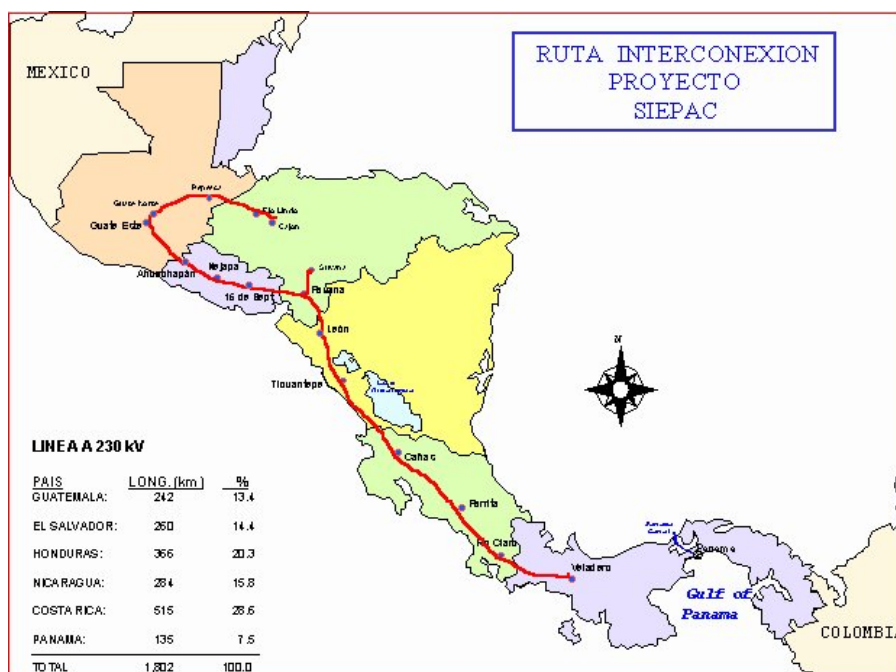 RUTA INTERCONEXION
PROYECTO
SIEPAC
MEXICO
Guate Este
Ahuachapán
Nejapa
16 de Sept
Pavana
León
Ticuantepe
Cañas
Parrita
Rio Claro
Veladero
Panama
Gulf of
Panama
COLOMBIA
N
LINEA A 230 kV
PAIS LONG. (km) %
GUATEMALA: 242 13.4
EL SALVADOR: 260 14.4
HONDURAS: 366 20.3
NICARAGUA: 284 15.8
COSTA RICA: 515 28.6
PANAMA: 135 7.5
TOTAL 1,802 100.0